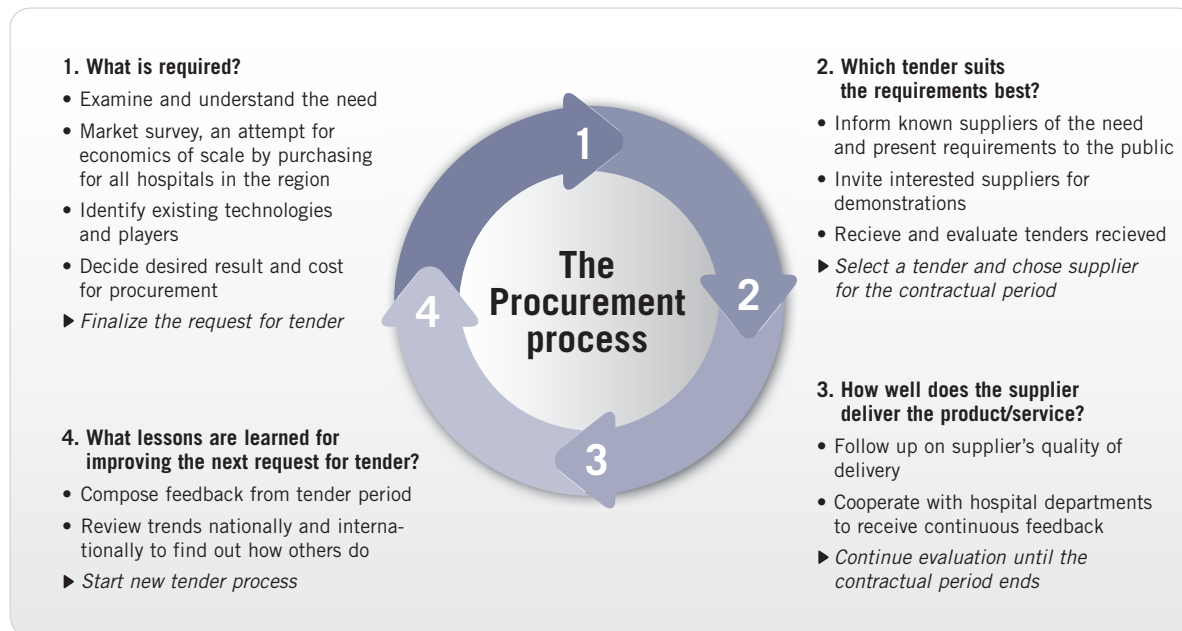 1. What is required?
• Examine and understand the need
• Market survey, an attempt for
economics of scale by purchasing
for all hospitals in the region
• Identify existing technologies
and players
• Decide desired result and cost
for procurement
▶ Finalize the request for tender
2. Which tender suits
the requirements best?
• Inform known suppliers of the need
and present requirements to the public
• Invite interested suppliers for
demonstrations
• Recieve and evaluate tenders recieved
▶ Select a tender and chose supplier
for the contractual period
3. How well does the supplier
deliver the product/service?
• Follow up on supplier's quality of
delivery
• Cooperate with hospital departments
to receive continuous feedback
▶ Continue evaluation until the
contractual period ends
4. What lessons are learned for
improving the next request for tender?
• Compose feedback from tender period
• Review trends nationally and interna-
tionally to find out how others do
▶ Start new tender process
The
Procurement
process
1
2
3
4